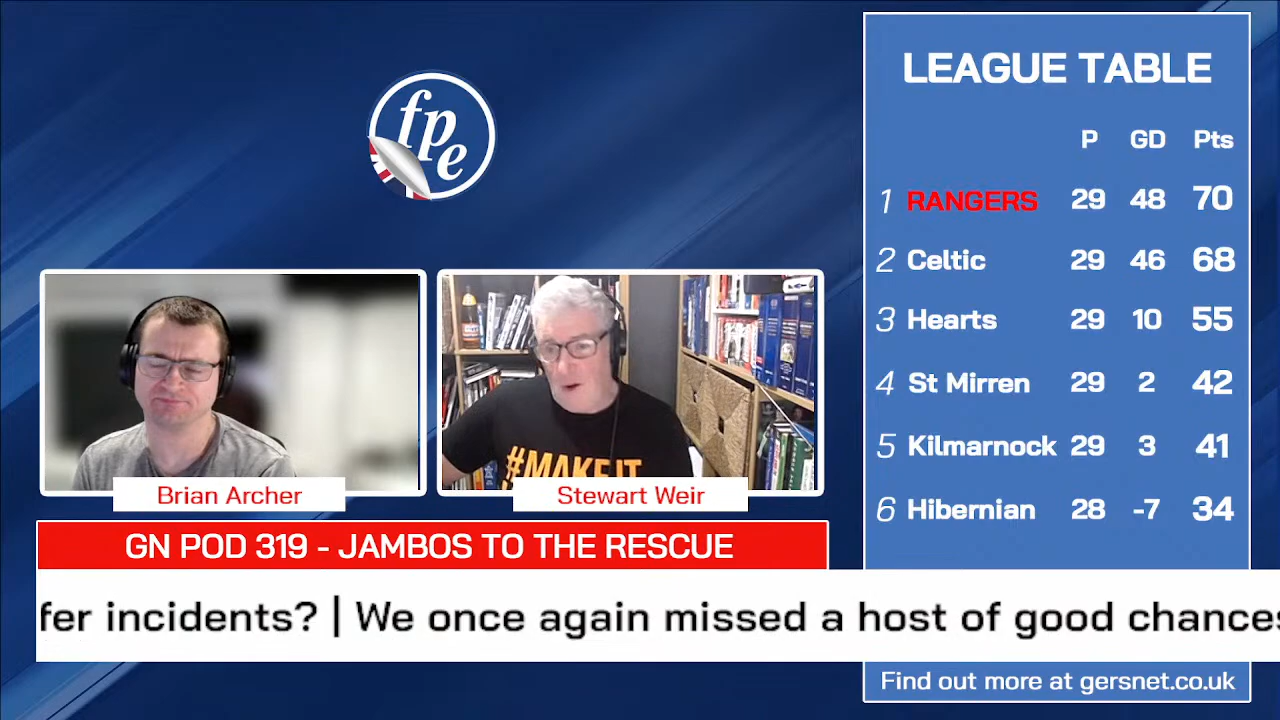 fpe
LEAGUE TABLE
P GD Pts
1 RANGERS 29 48 70
2 Celtic 29 46 68
3 Hearts 29 10 55
4 St Mirren 29 2 42
5 Kilmarnock 29 3 41
6 Hibernian 28 -7 34
#MAKE IT
Brian Archer
Stewart Weir
GN POD 319 - JAMBOS TO THE RESCUE
fer incidents? | We once again missed a host of good chances
Find out more at gersnet.co.uk